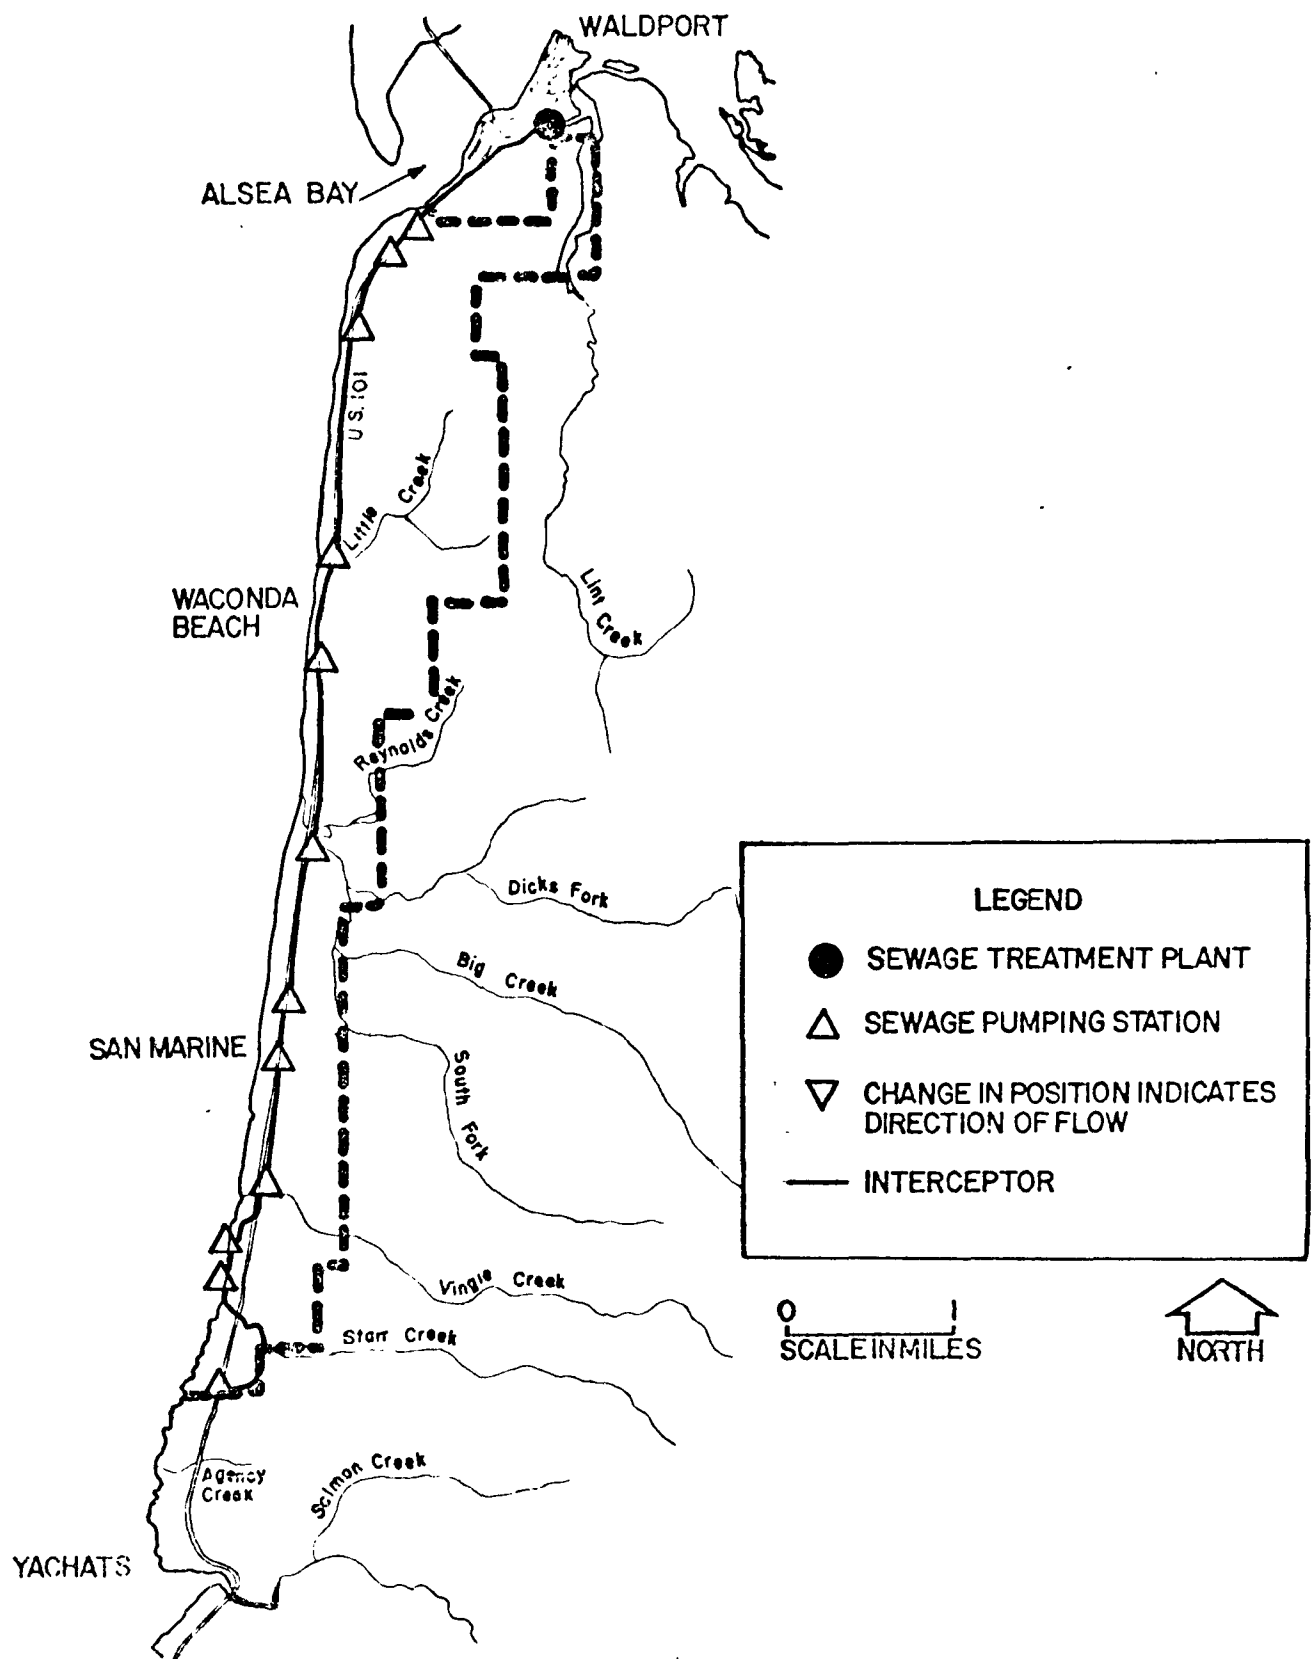 WALDPORT
ALSEA BAY
U.S. 101
Little Creek
WACONDA
BEACH
Lint Creek
Reynolds Creek
Dicks Fork
Big Creek
SAN MARINE
South Fork
Vingie Creek
Starr Creek
Agency
Creek
Salmon Creek
YACHATS
LEGEND
SEWAGE TREATMENT PLANT
SEWAGE PUMPING STATION
CHANGE IN POSITION INDICATES
DIRECTION OF FLOW
INTERCEPTOR
0 1
SCALE IN MILES
NORTH